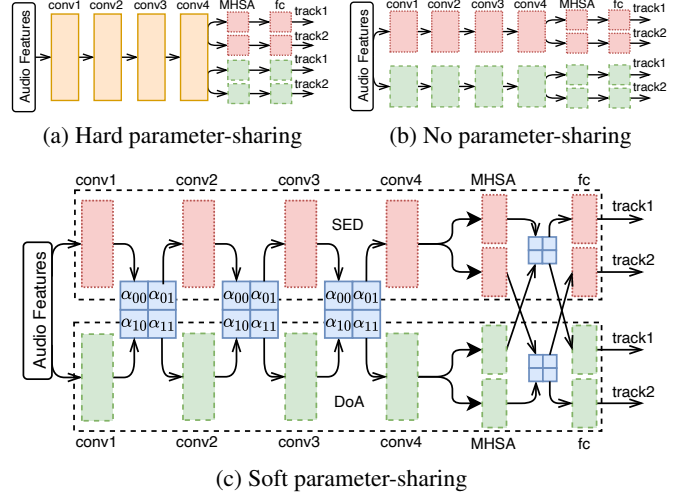 conv1 conv2 conv3 conv4 MHSA fc
Audio Features
track1
track2
track1
track2
(a) Hard parameter-sharing
conv1 conv2 conv3 conv4 MHSA fc
Audio Features
track1
track2
track1
track2
(b) No parameter-sharing
conv1 conv2 conv3 conv4 MHSA fc
SED
track1
track2
Audio Features
α00 α01 α00 α01 α00 α01
α10 α11 α10 α11 α10 α11
track1
track2
DoA
conv1 conv2 conv3 conv4 MHSA fc
(c) Soft parameter-sharing